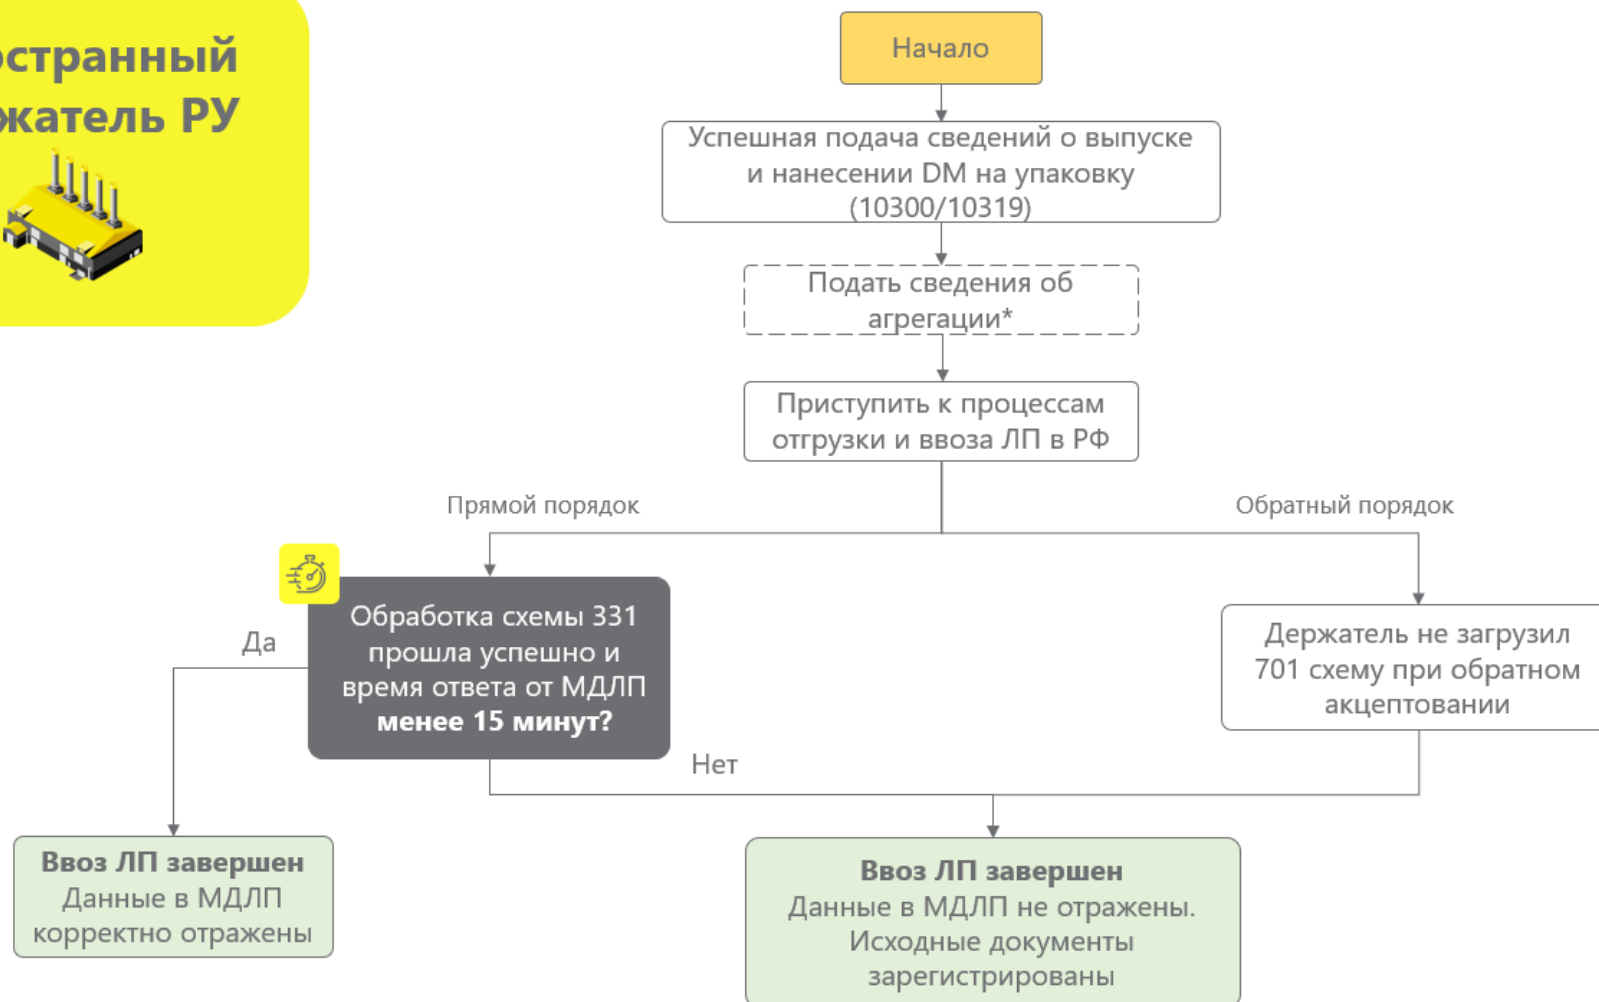 остранный
жатель РУ
Начало
Успешная подача сведений о выпуске
и нанесении DM на упаковку
(10300/10319)
Подать сведения об
агрегации*
Приступить к процессам
отгрузки и ввоза ЛП в РФ
Прямой порядок
Обратный порядок
Обработка схемы 331
прошла успешно и
время ответа от МДЛП
менее 15 минут?
Да
Держатель не загрузил
701 схему при обратном
акцептовании
Нет
Ввоз ЛП завершен
Данные в МДЛП
корректно отражены
Ввоз ЛП завершен
Данные в МДЛП не отражены.
Исходные документы
зарегистрированы